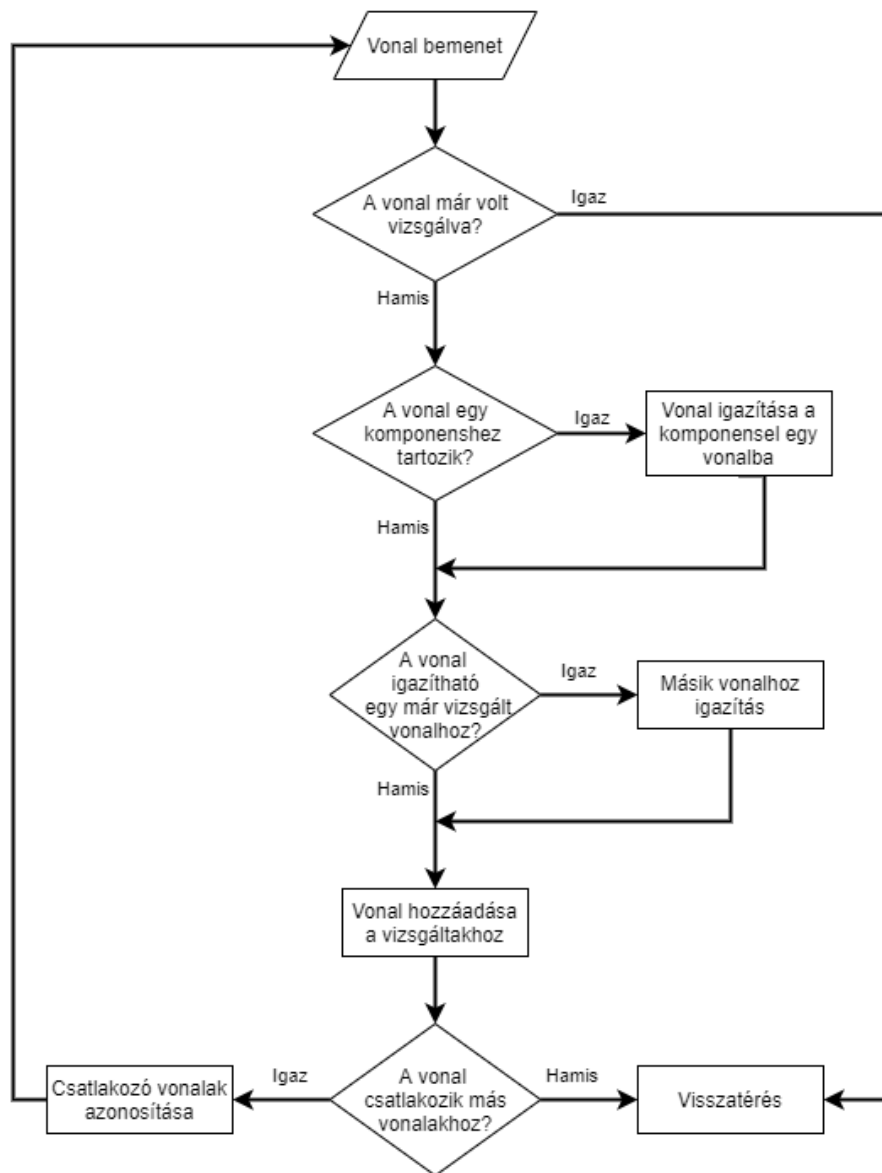 Vonal bemenet
A vonal már volt
vizsgálva?
Igaz
Hamis
A vonal egy
komponenshez
tartozik?
Igaz
Vonal igazítása a
komponensel egy
vonalba
Hamis
A vonal
igazítható
egy már vizsgált
vonalhoz?
Igaz
Másik vonalhoz
igazítás
Hamis
Vonal hozzáadása
a vizsgáltakhoz
A vonal
csatlakozik más
vonalakhoz?
Igaz
Csatlakozó vonalak
azonosítása
Hamis
Visszatérés